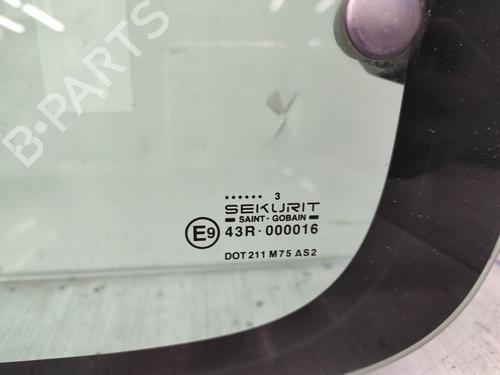 B-PARTS
...... 3
SEKURIT
SAINT-GOBAIN
E9 43R-000016
DOT 211 M75 AS2